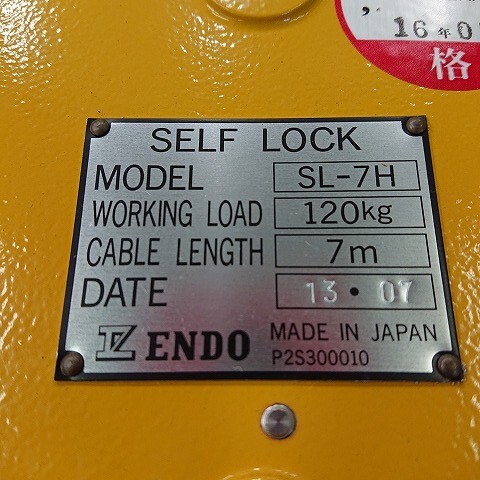 16年0
格
SELF LOCK
MODEL SL-7H
WORKING LOAD 120kg
CABLE LENGTH 7m
DATE 13・07
ENDO MADE IN JAPAN
P2S300010